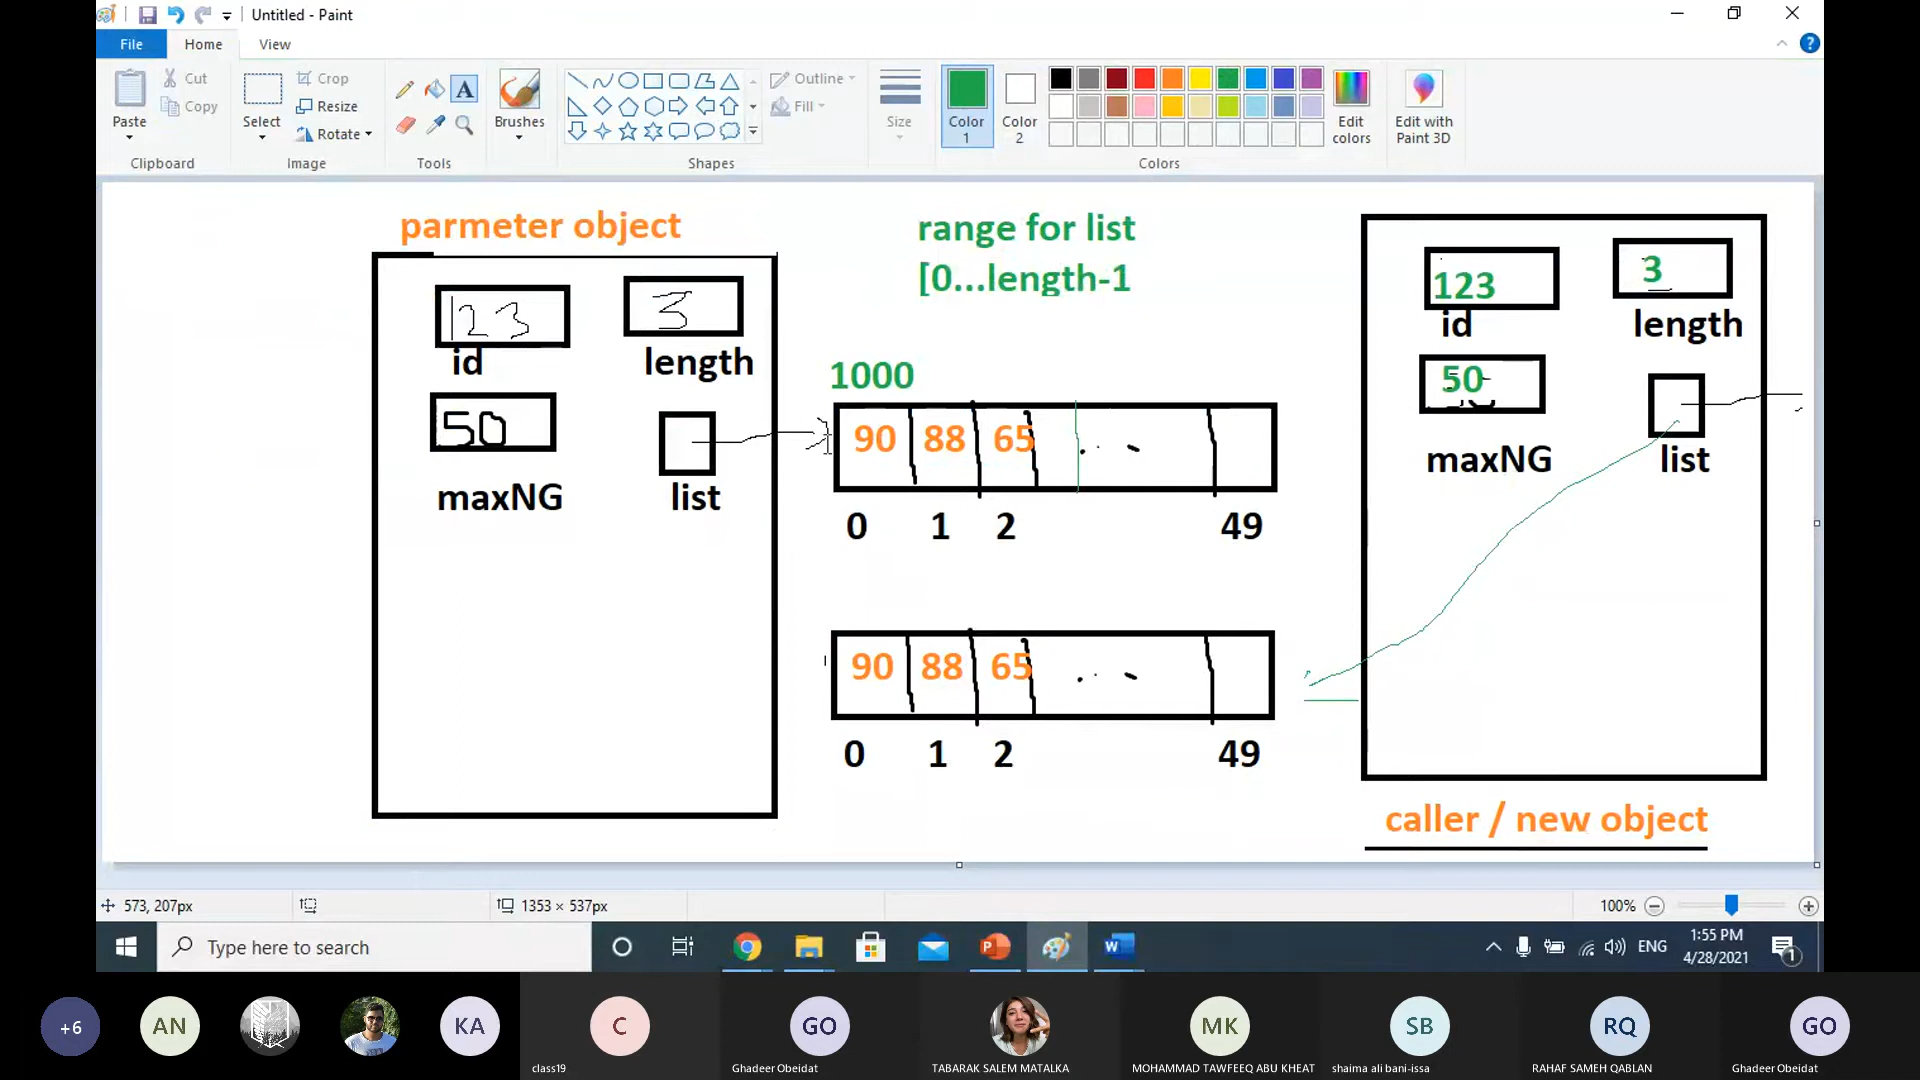 Untitled - Paint
File
Home
View
Paste
Cut
Copy
Clipboard
Select
Crop
Resize
Rotate
Image
Tools
Brushes
Shapes
Outline
Fill
Size
Color 1
Color 2
Colors
Edit colors
Edit with Paint 3D
parmeter object
123
id
3
length
50
maxNG
list
range for list
[0...length-1
1000
90 88 65 . . -
0 1 2 49
90 88 65 . . -
0 1 2 49
123
id
3
length
50
maxNG
list
caller / new object
573, 207px
1353 × 537px
100%
Type here to search
ENG
1:55 PM
4/28/2021
1
+6
AN
KA
C
class19
GO
Ghadeer Obeidat
TABARAK SALEM MATALKA
MK
MOHAMMAD TAWFEEQ ABU KHEAT
SB
shaima ali bani-issa
RQ
RAHAF SAMEH QABLAN
GO
Ghadeer Obeidat